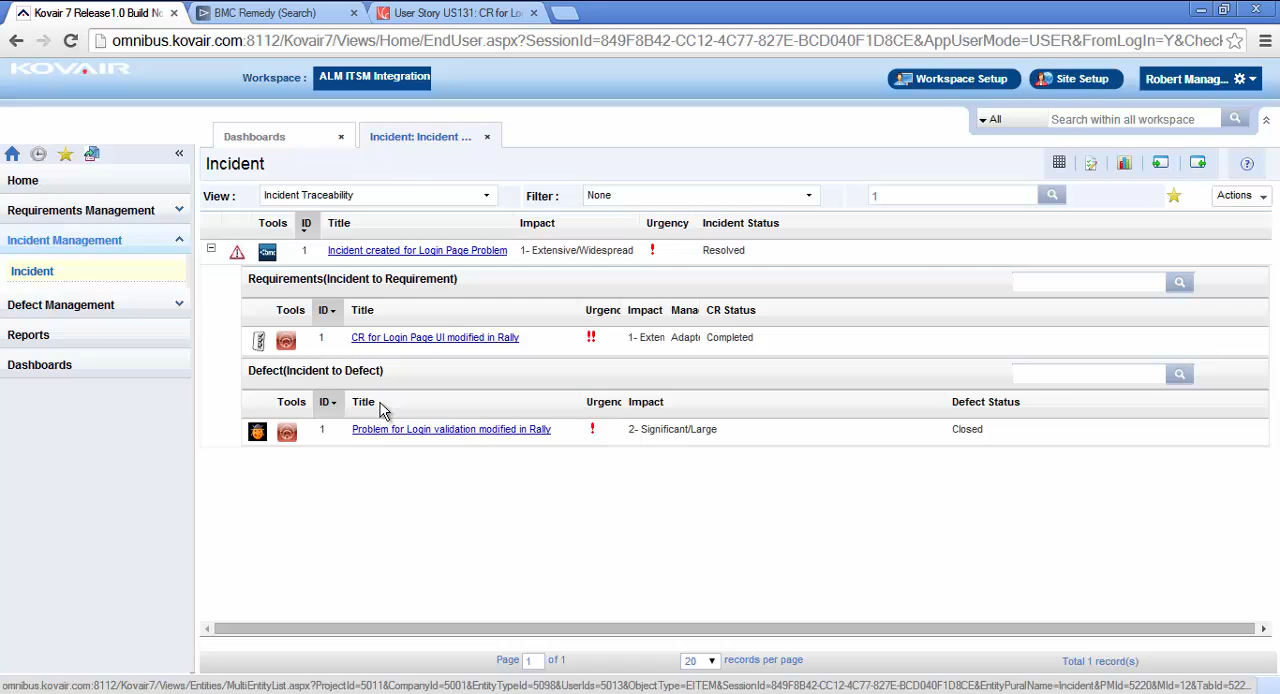 Kovair 7 Release1.0 Build No
BMC Remedy (Search)
User Story US131: CR for Lo
omnibus.kovair.com:8112/Kovair7/Views/Home/EndUser.aspx?SessionId=849F8B42-CC12-4C77-827E-BCD040F1D8CE&AppUserMode=USER&FromLogIn=Y&Check
KOVAIR
Workspace :
ALM ITSM Integration
Workspace Setup
Site Setup
Robert Manag...
All
Search within all workspace
Dashboards
Incident: Incident ...
Incident
View :
Incident Traceability
Filter :
None
1
Actions
Home
Requirements Management
Incident Management
Incident
Defect Management
Reports
Dashboards
Tools ID Title Impact Urgency Incident Status
bmc 1 Incident created for Login Page Problem 1- Extensive/Widespread ! Resolved
Requirements(Incident to Requirement)
Tools ID Title Urgenc Impact Mana CR Status
1 CR for Login Page UI modified in Rally !! 1- Exten Adapt Completed
Defect(Incident to Defect)
Tools ID Title Urgenc Impact Defect Status
1 Problem for Login validation modified in Rally ! 2- Significant/Large Closed
Page 1 of 1
20 records per page
Total 1 record(s)
omnibus.kovair.com:8112/Kovair7/Views/Entities/MultiEntityList.aspx?ProjectId=5011&CompanyId=5001&EntityTypeId=5098&UserIds=5013&ObjectType=EITEM&SessionId=849F8B42-CC12-4C77-827E-BCD040F1D8CE&EntityPuralName=Incident&PMId=5220&MId=12&TabId=522...